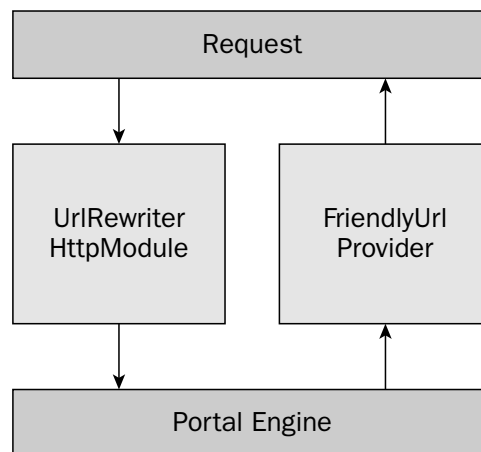 Request
UrlRewriter
HttpModule
FriendlyUrl
Provider
Portal Engine